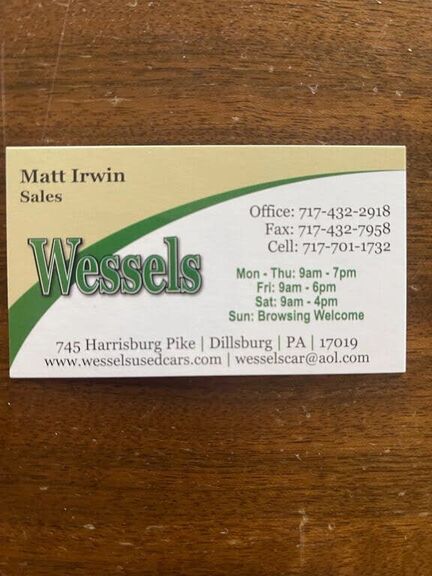 Matt Irwin
Sales
Office: 717-432-2918
Fax: 717-432-7958
Cell: 717-701-1732
Wessels
Mon - Thu: 9am - 7pm
Fri: 9am - 6pm
Sat: 9am - 4pm
Sun: Browsing Welcome
745 Harrisburg Pike | Dillsburg | PA | 17019
www.wesselsusedcars.com | wesselscar@aol.com